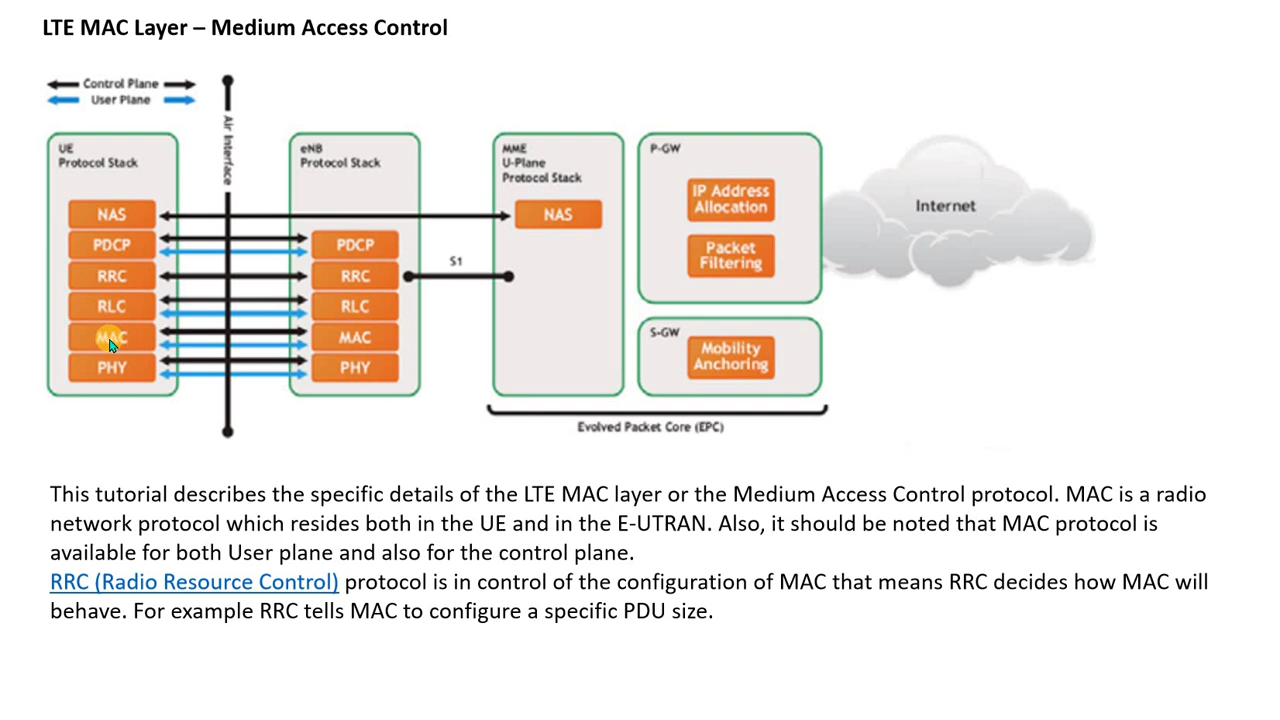 LTE MAC Layer – Medium Access Control
Control Plane
User Plane
Air Interface
UE
Protocol Stack
NAS
PDCP
RRC
RLC
MAC
PHY
eNB
Protocol Stack
PDCP
RRC
RLC
MAC
PHY
S1
MME
U-Plane
Protocol Stack
NAS
P-GW
IP Address
Allocation
Packet
Filtering
S-GW
Mobility
Anchoring
Internet
Evolved Packet Core (EPC)
This tutorial describes the specific details of the LTE MAC layer or the Medium Access Control protocol. MAC is a radio
network protocol which resides both in the UE and in the E-UTRAN. Also, it should be noted that MAC protocol is
available for both User plane and also for the control plane.
RRC (Radio Resource Control) protocol is in control of the configuration of MAC that means RRC decides how MAC will
behave. For example RRC tells MAC to configure a specific PDU size.